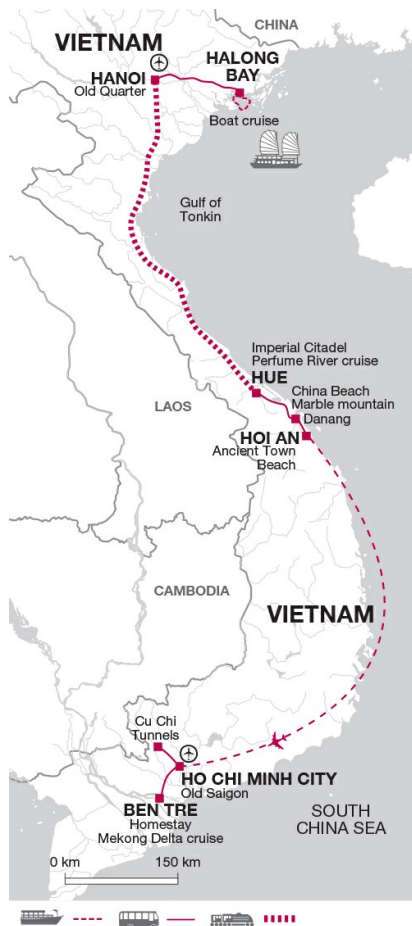 CHINA
VIETNAM
HALONG
BAY
HANOI
Old Quarter
Boat cruise
Gulf of
Tonkin
Imperial Citadel
Perfume River cruise
HUE
China Beach
Marble mountain
Danang
LAOS
HOI AN
Ancient Town
Beach
CAMBODIA
VIETNAM
Cu Chi
Tunnels
HO CHI MINH CITY
Old Saigon
BEN TRE
Homestay
Mekong Delta cruise
SOUTH
CHINA SEA
0 km 150 km